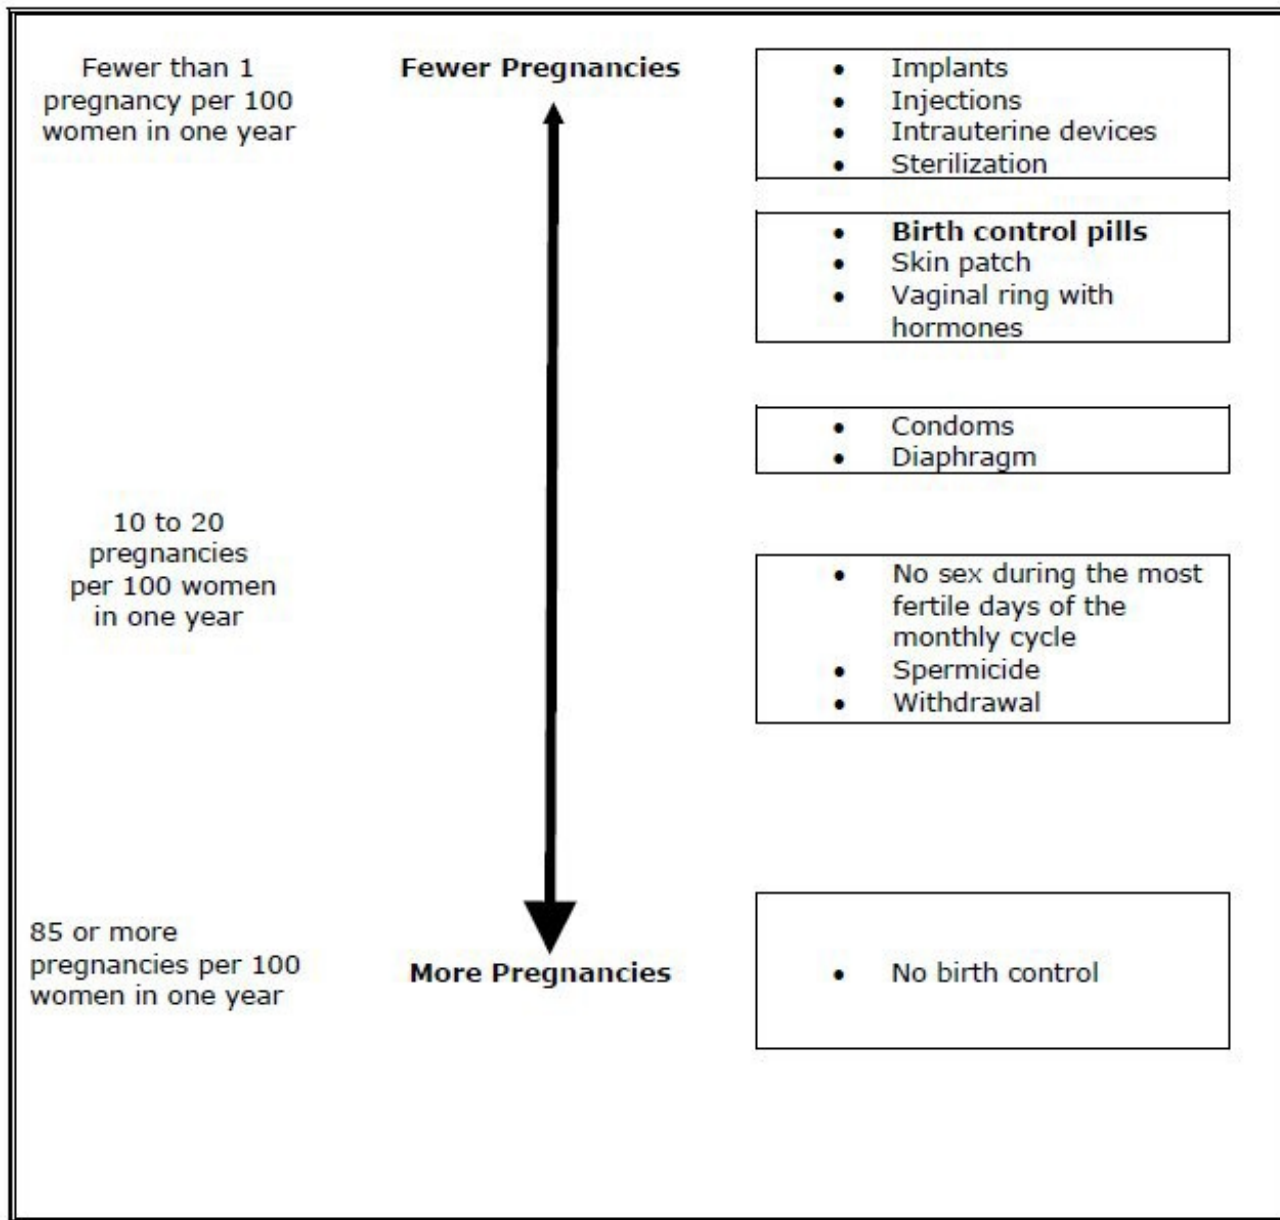 Fewer than 1
pregnancy per 100
women in one year
Fewer Pregnancies
• Implants
• Injections
• Intrauterine devices
• Sterilization
• Birth control pills
• Skin patch
• Vaginal ring with
hormones
• Condoms
• Diaphragm
10 to 20
pregnancies
per 100 women
in one year
• No sex during the most
fertile days of the
monthly cycle
• Spermicide
• Withdrawal
85 or more
pregnancies per 100
women in one year
More Pregnancies
• No birth control